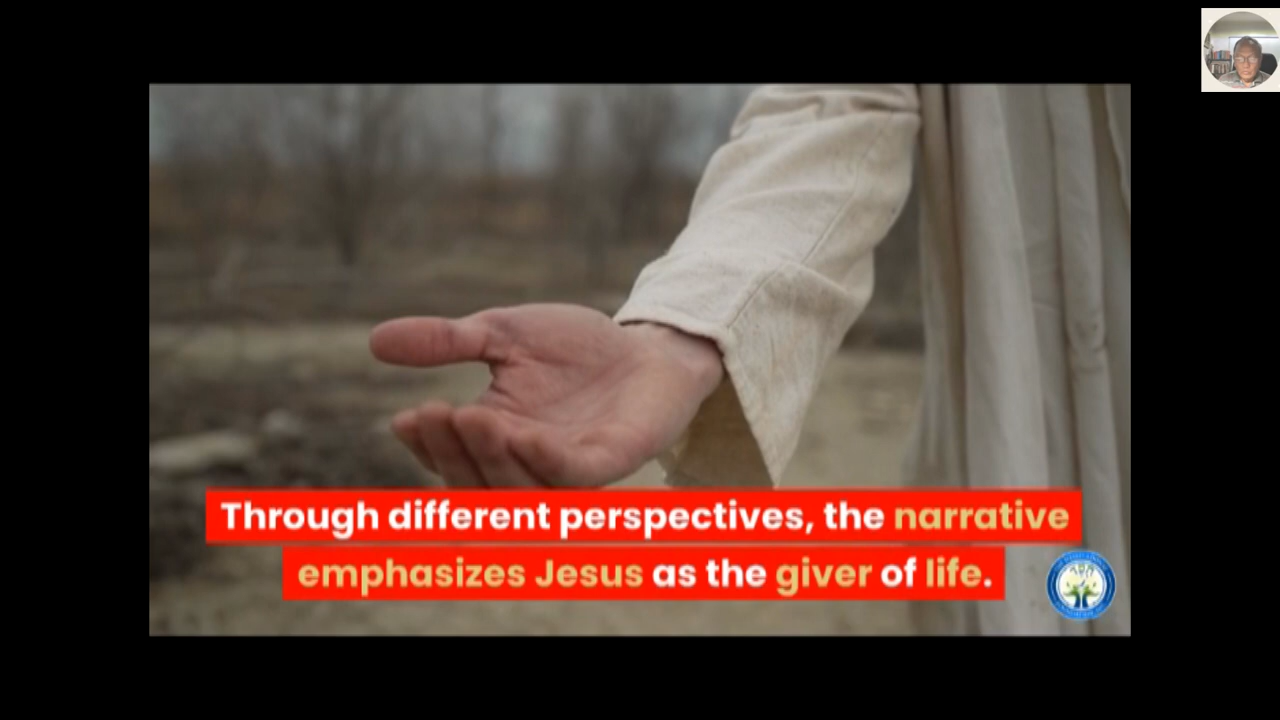 Through different perspectives, the narrative
emphasizes Jesus as the giver of life.